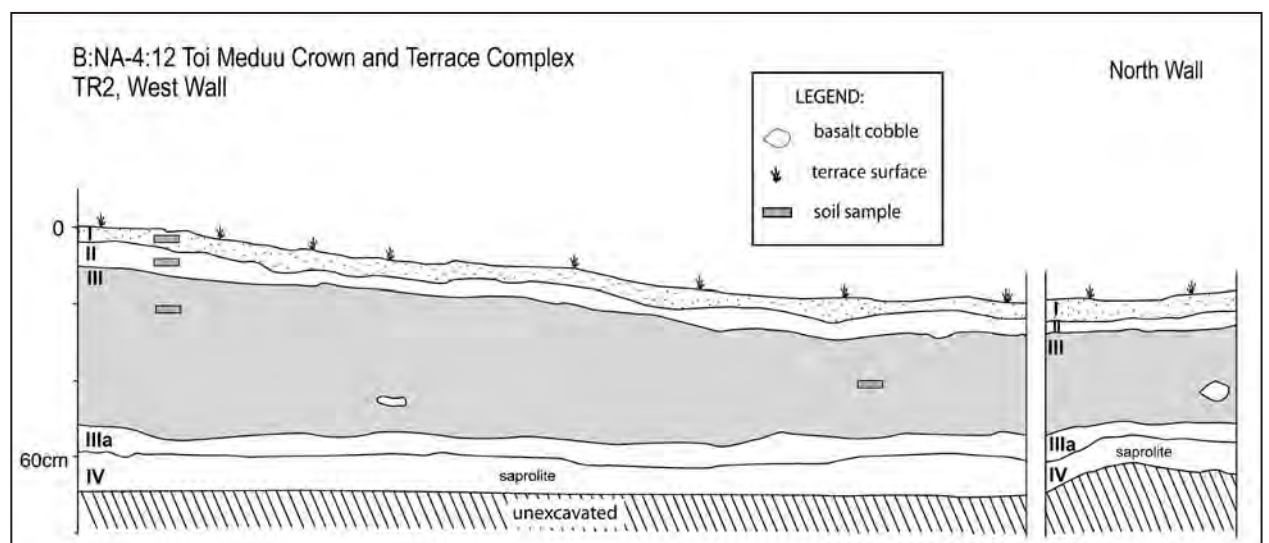 B:NA-4:12 Toi Meduu Crown and Terrace Complex
TR2, West Wall
North Wall
LEGEND:
basalt cobble
terrace surface
soil sample
0
I
II
III
IIIa
60cm
IV
saprolite
unexcavated
I
II
III
IIIa
saprolite
IV